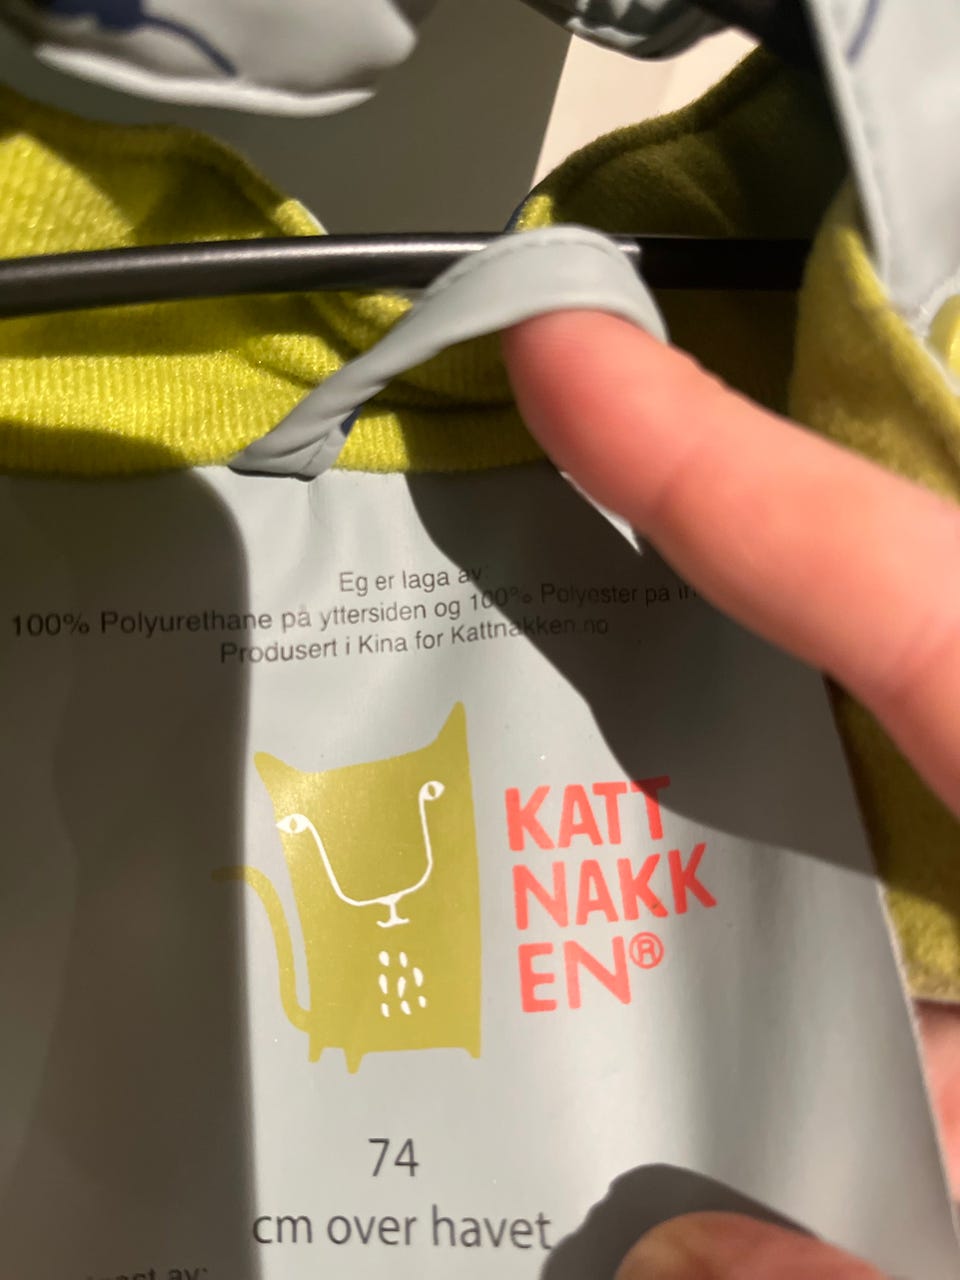 Eg er laga av
100% Polyurethane på yttersiden og 100% Polyester på
Produsert i Kina for Kattnakken.no
KATT
NAKK
EN®
74
cm over havet
av: